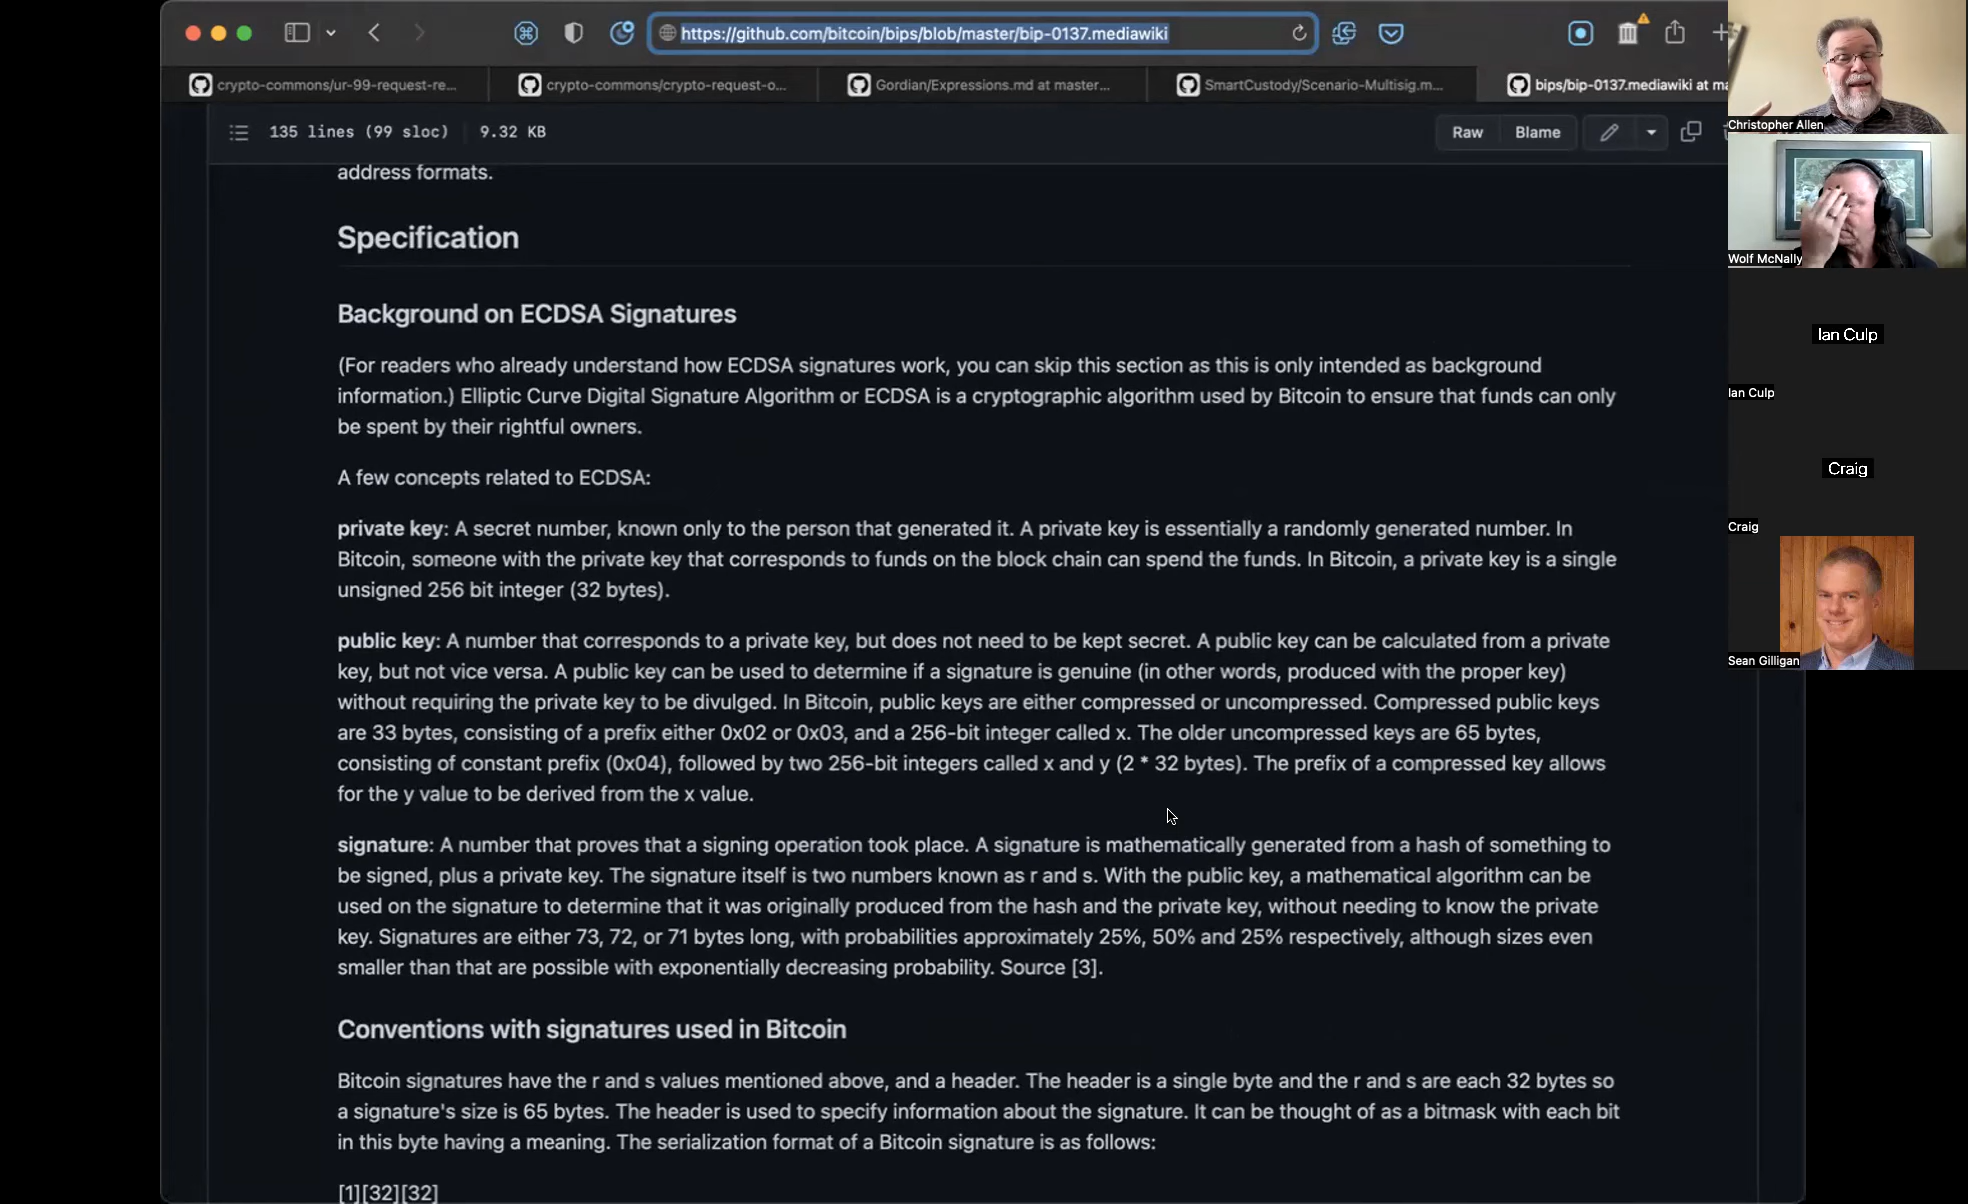 https://github.com/bitcoin/bips/blob/master/bip-0137.mediawiki
crypto-commons/ur-99-request-re...
crypto-commons/crypto-request-o...
Gordian/Expressions.md at master...
SmartCustody/Scenario-Multisig.m...
bips/bip-0137.mediawiki at ma
135 lines (99 sloc)
9.32 KB
Raw
Blame
address formats.
Specification
Background on ECDSA Signatures
(For readers who already understand how ECDSA signatures work, you can skip this section as this is only intended as background
information.) Elliptic Curve Digital Signature Algorithm or ECDSA is a cryptographic algorithm used by Bitcoin to ensure that funds can only
be spent by their rightful owners.
A few concepts related to ECDSA:
private key: A secret number, known only to the person that generated it. A private key is essentially a randomly generated number. In
Bitcoin, someone with the private key that corresponds to funds on the block chain can spend the funds. In Bitcoin, a private key is a single
unsigned 256 bit integer (32 bytes).
public key: A number that corresponds to a private key, but does not need to be kept secret. A public key can be calculated from a private
key, but not vice versa. A public key can be used to determine if a signature is genuine (in other words, produced with the proper key)
without requiring the private key to be divulged. In Bitcoin, public keys are either compressed or uncompressed. Compressed public keys
are 33 bytes, consisting of a prefix either 0x02 or 0x03, and a 256-bit integer called x. The older uncompressed keys are 65 bytes,
consisting of constant prefix (0x04), followed by two 256-bit integers called x and y (2 * 32 bytes). The prefix of a compressed key allows
for the y value to be derived from the x value.
signature: A number that proves that a signing operation took place. A signature is mathematically generated from a hash of something to
be signed, plus a private key. The signature itself is two numbers known as r and s. With the public key, a mathematical algorithm can be
used on the signature to determine that it was originally produced from the hash and the private key, without needing to know the private
key. Signatures are either 73, 72, or 71 bytes long, with probabilities approximately 25%, 50% and 25% respectively, although sizes even
smaller than that are possible with exponentially decreasing probability. Source [3].
Conventions with signatures used in Bitcoin
Bitcoin signatures have the r and s values mentioned above, and a header. The header is a single byte and the r and s are each 32 bytes so
a signature's size is 65 bytes. The header is used to specify information about the signature. It can be thought of as a bitmask with each bit
in this byte having a meaning. The serialization format of a Bitcoin signature is as follows:
[1][32][32]
Christopher Allen
Wolf McNally
Ian Culp
Ian Culp
Craig
Craig
Sean Gilligan